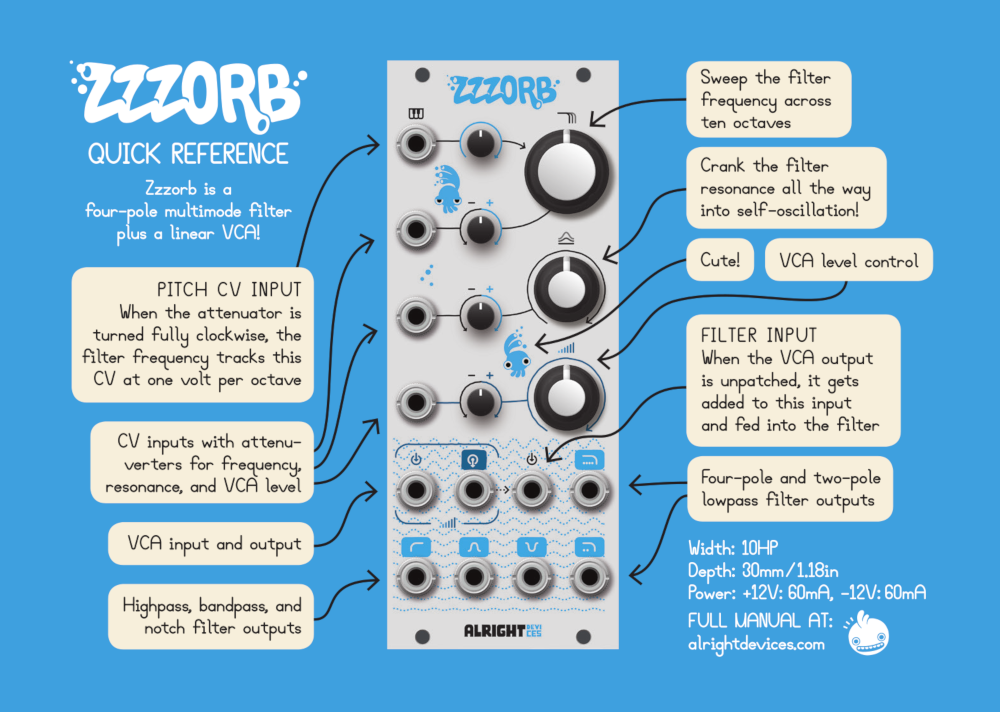 ZZZORB
QUICK REFERENCE
Zzzorb is a
four-pole multimode filter
plus a linear VCA!
PITCH CV INPUT
When the attenuator is
turned fully clockwise, the
filter frequency tracks this
CV at one volt per octave
CV inputs with attenu-
verters for frequency,
resonance, and VCA level
VCA input and output
Highpass, bandpass, and
notch filter outputs
ZZZORB
- +
- +
- +
ALRIGHT DEVI
CES
Sweep the filter
frequency across
ten octaves
Crank the filter
resonance all the way
into self-oscillation!
Cute!
VCA level control
FILTER INPUT
When the VCA output
is unpatched, it gets
added to this input
and fed into the filter
Four-pole and two-pole
lowpass filter outputs
Width: 10HP
Depth: 30mm/1.18in
Power: +12V: 60mA, -12V: 60mA
FULL MANUAL AT:
alrightdevices.com